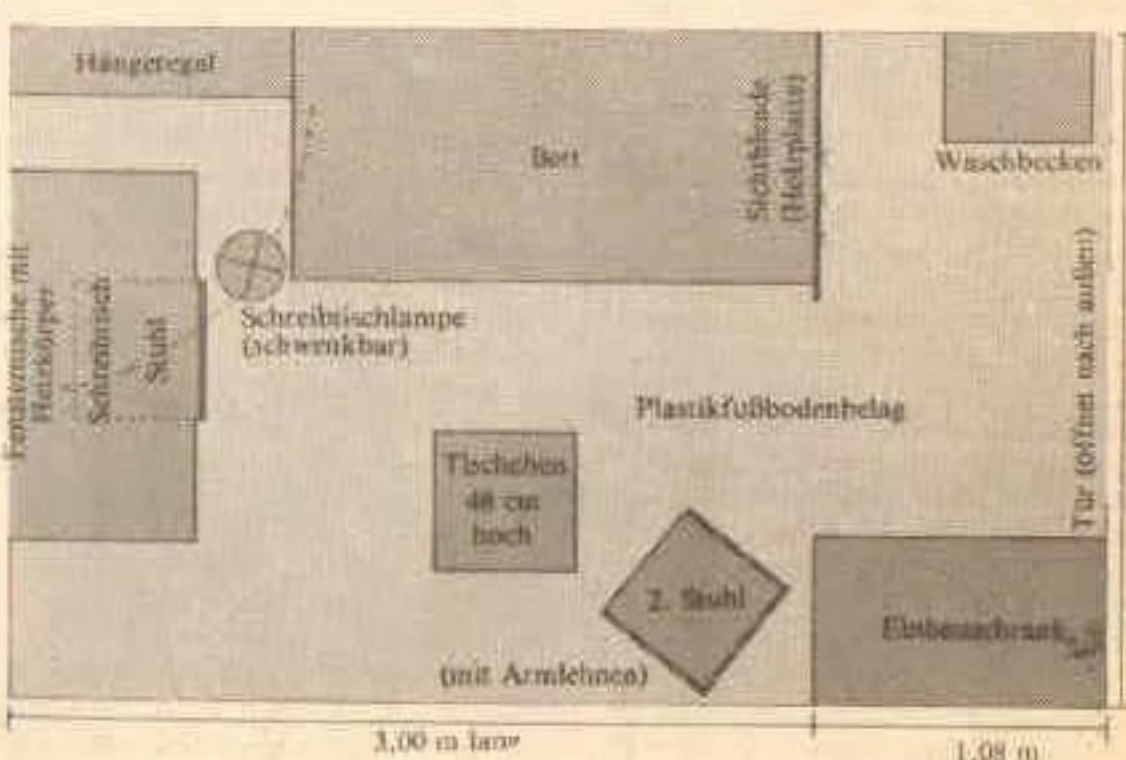 Hängeregal
Bett
Sichtblende
(Holzplatte)
Waschbecken
Fensternische mit
Heizkörper
Schreibtisch
Stuhl
Schreibtischlampe
(schwenkbar)
Plastikfußbodenbelag
Tür (öffnet nach außen)
Tischchen
48 cm
hoch
2. Stuhl
(mit Armlehnen)
Einbauschrank
3,00 m lang
1,08 m